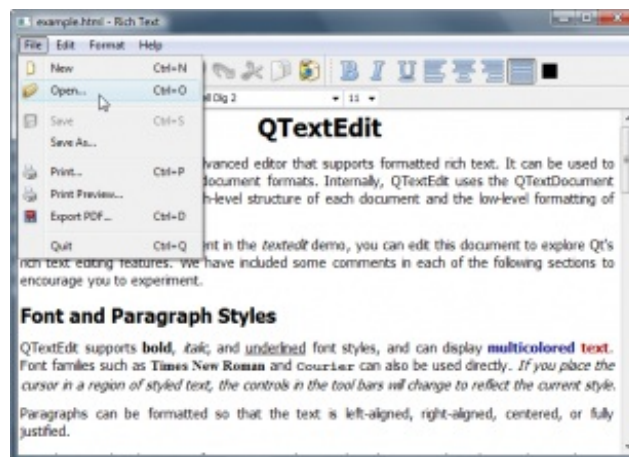 example.html - Rich Text
File Edit Format Help
New Ctrl+N
Open... Ctrl+O
Save Ctrl+S
Save As...
Print... Ctrl+P
Print Preview...
Export PDF... Ctrl+D
Quit Ctrl+Q
B I U
Dlg 2 11
QTextEdit
advanced editor that supports formatted rich text. It can be used to
document formats. Internally, QTextEdit uses the QTextDocument
h-level structure of each document and the low-level formatting of
nt in the textedit demo, you can edit this document to explore Qt's
rich text editing features. We have included some comments in each of the following sections to
encourage you to experiment.
Font and Paragraph Styles
QTextEdit supports bold, italic, and underlined font styles, and can display multicolored text.
Font families such as Times New Roman and Courier can also be used directly. If you place the
cursor in a region of styled text, the controls in the tool bars will change to reflect the current style.
Paragraphs can be formatted so that the text is left-aligned, right-aligned, centered, or fully
justified.